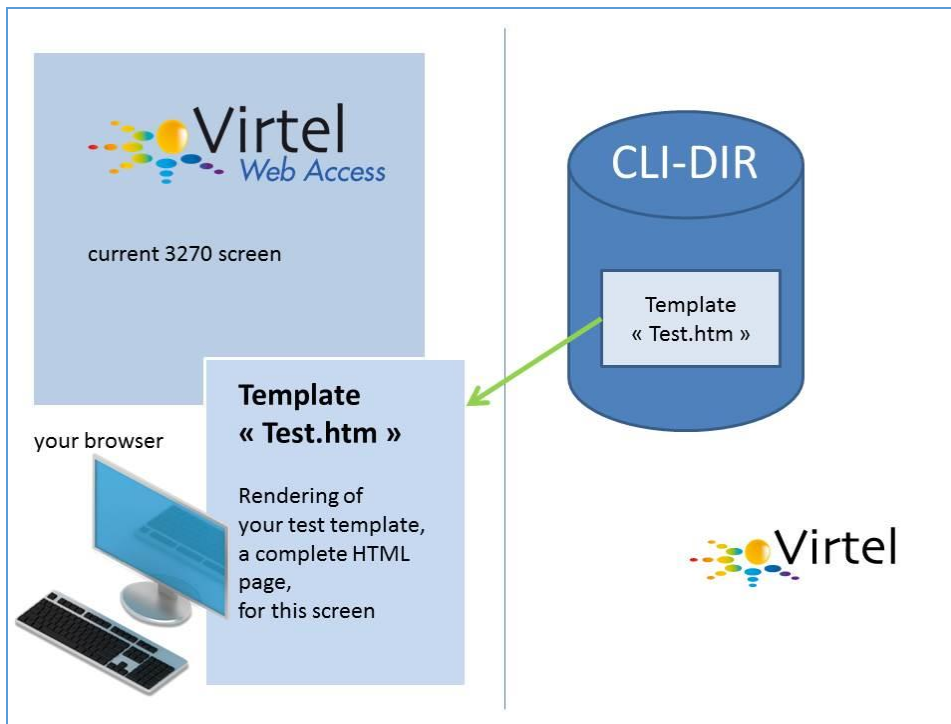 Virtel
Web Access
current 3270 screen
your browser
Template
« Test.htm »
Rendering of
your test template,
a complete HTML
page,
for this screen
CLI-DIR
Template
« Test.htm »
Virtel